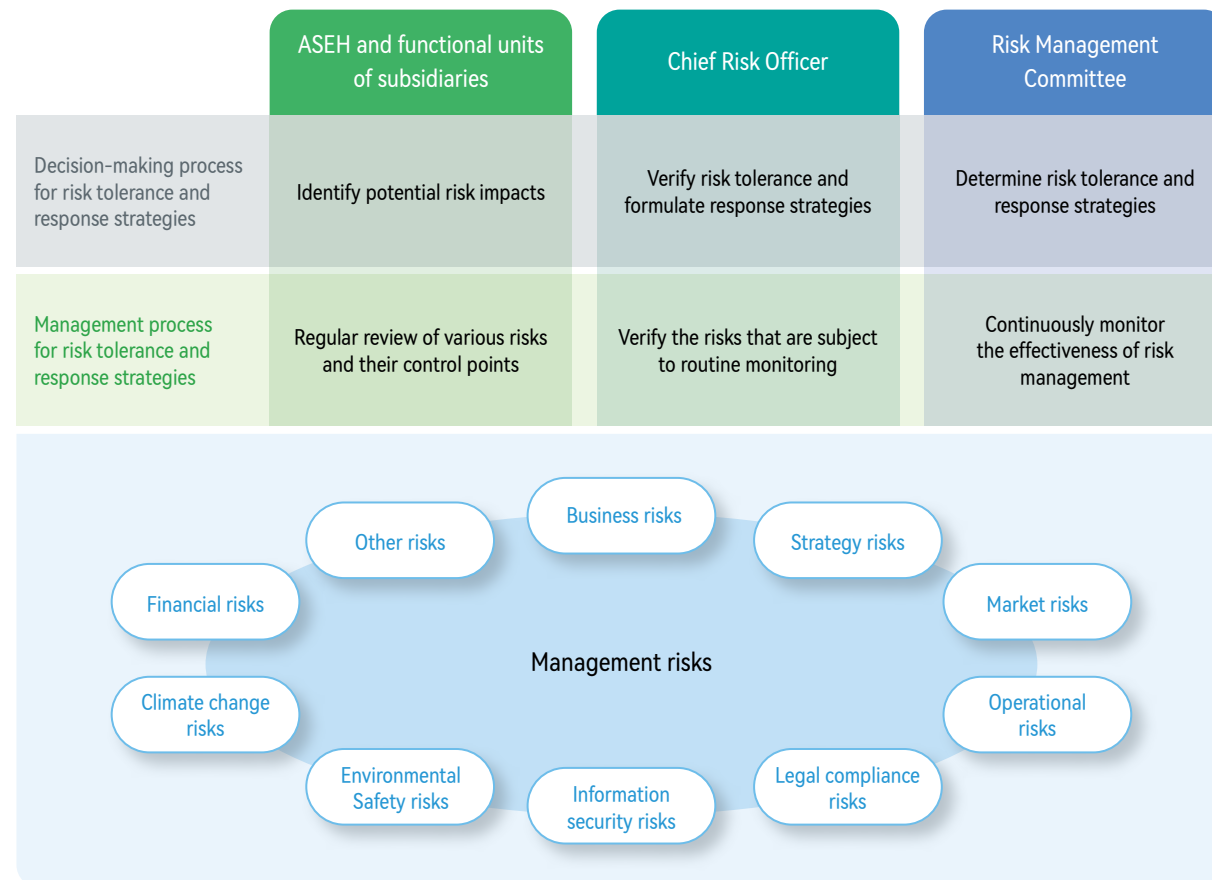 ASEH and functional units
of subsidiaries
Chief Risk Officer
Risk Management
Committee
Decision-making process
for risk tolerance and
response strategies
Identify potential risk impacts
Verify risk tolerance and
formulate response strategies
Determine risk tolerance and
response strategies
Management process
for risk tolerance and
response strategies
Regular review of various risks
and their control points
Verify the risks that are subject
to routine monitoring
Continuously monitor
the effectiveness of risk
management
Business risks
Other risks
Strategy risks
Financial risks
Market risks
Management risks
Climate change
risks
Operational
risks
Environmental
Safety risks
Information
security risks
Legal compliance
risks